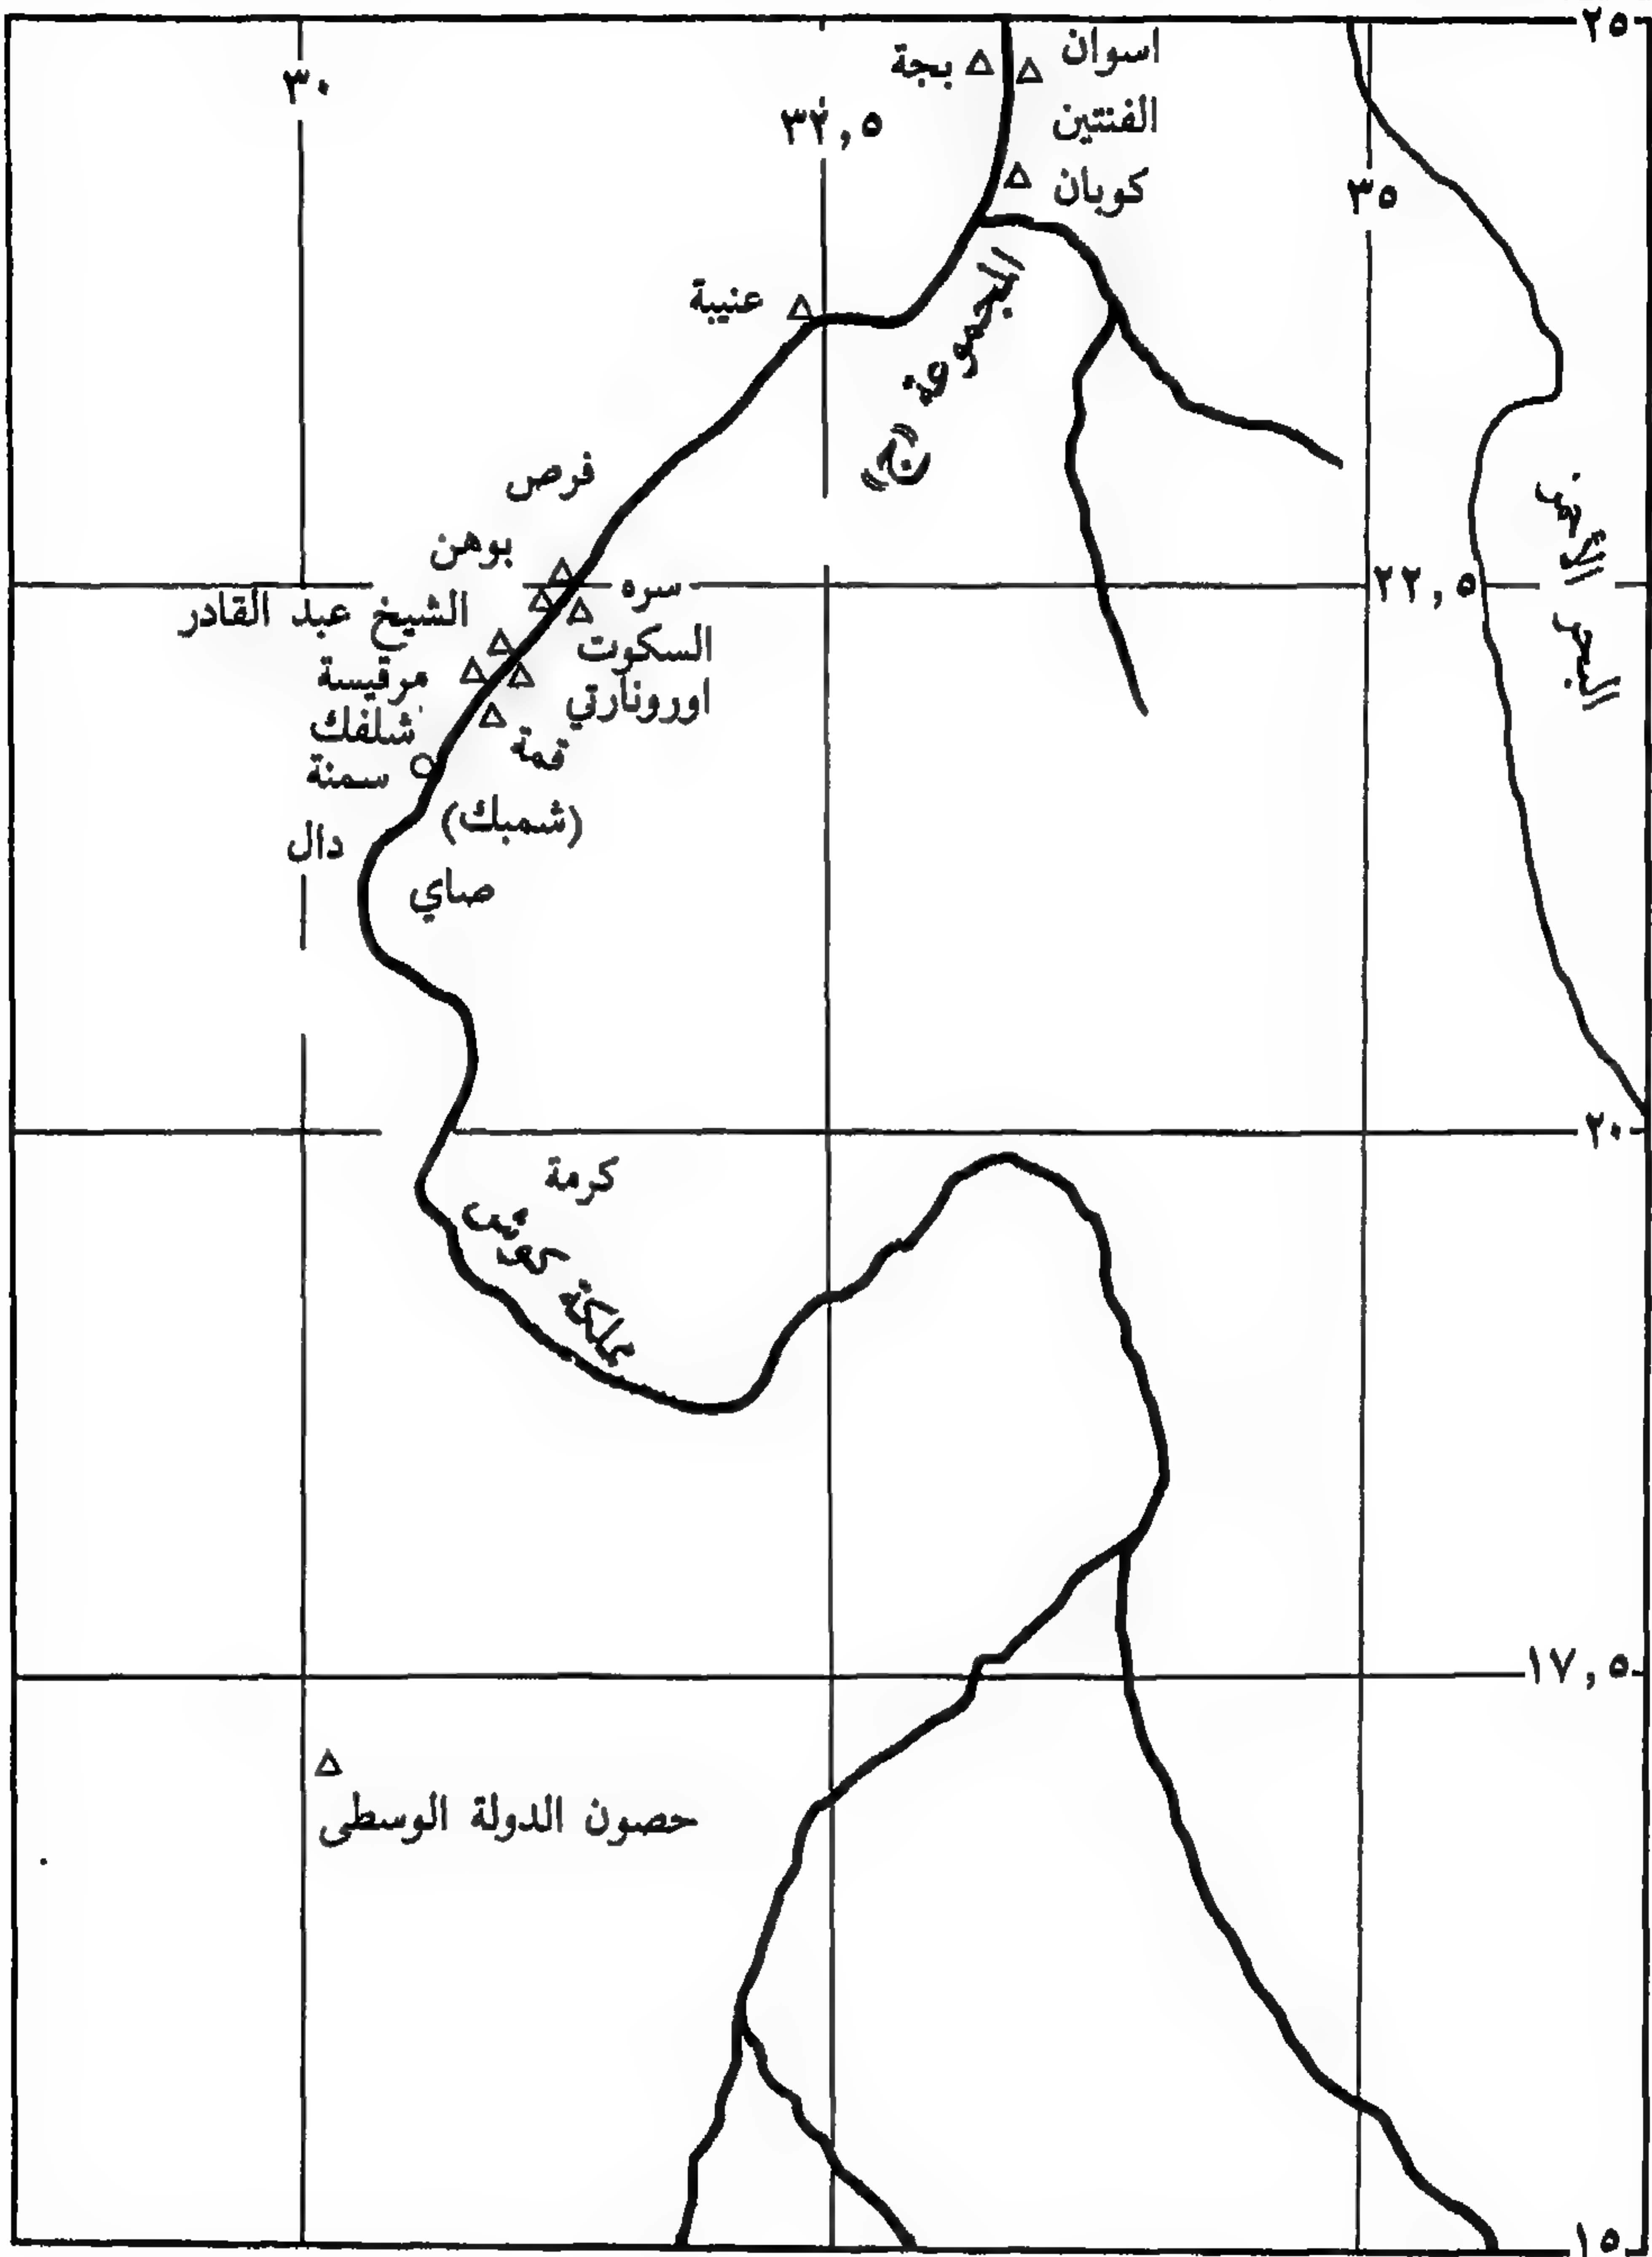 ٢٥
اسوان
بجة
٣٠
الفنتين
٣٢,٥
كوبان
٣٥
المجموعة «ج»
عنيبة
فرص
البحر الاحمر
بوهن
سره
٢٢,٥
الشيخ عبد القادر
السكوت
مرقيسة
اورونارتي
شلفك
قمة
سمنة
(شمبك)
دال
صاي
٢٠
كرمة
مملكة كوش
١٧,٥
حصون الدولة الوسطى
١٥